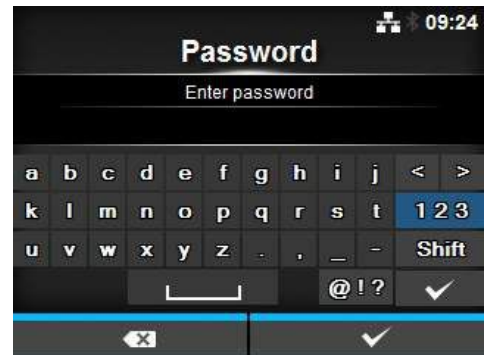 09:24
Password
Enter password
a b c d e f g h i j < >
k l m n o p q r s t 123
u v w x y z . , _ - Shift
@!?